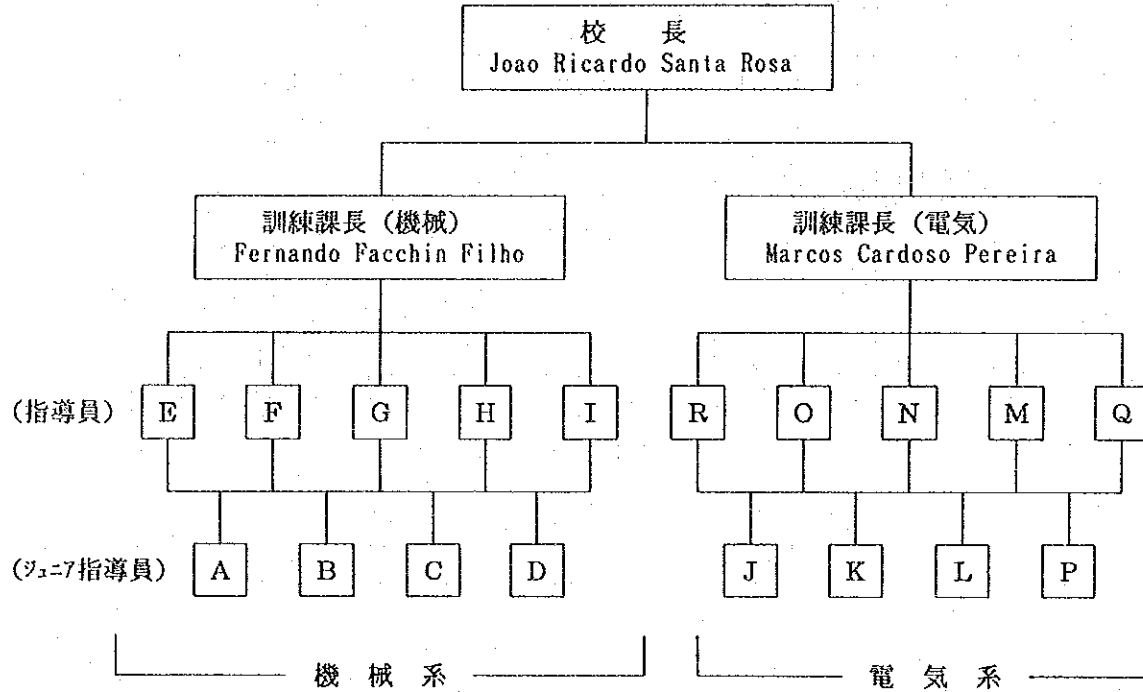 校 長
Joao Ricardo Santa Rosa
訓練課長(機械)
Fernando Facchin Filho
訓練課長(電気)
Marcos Cardoso Pereira
(指導員) E F G H I R O N M Q
(ジュニア指導員) A B C D J K L P
機 械 系
電 気 系